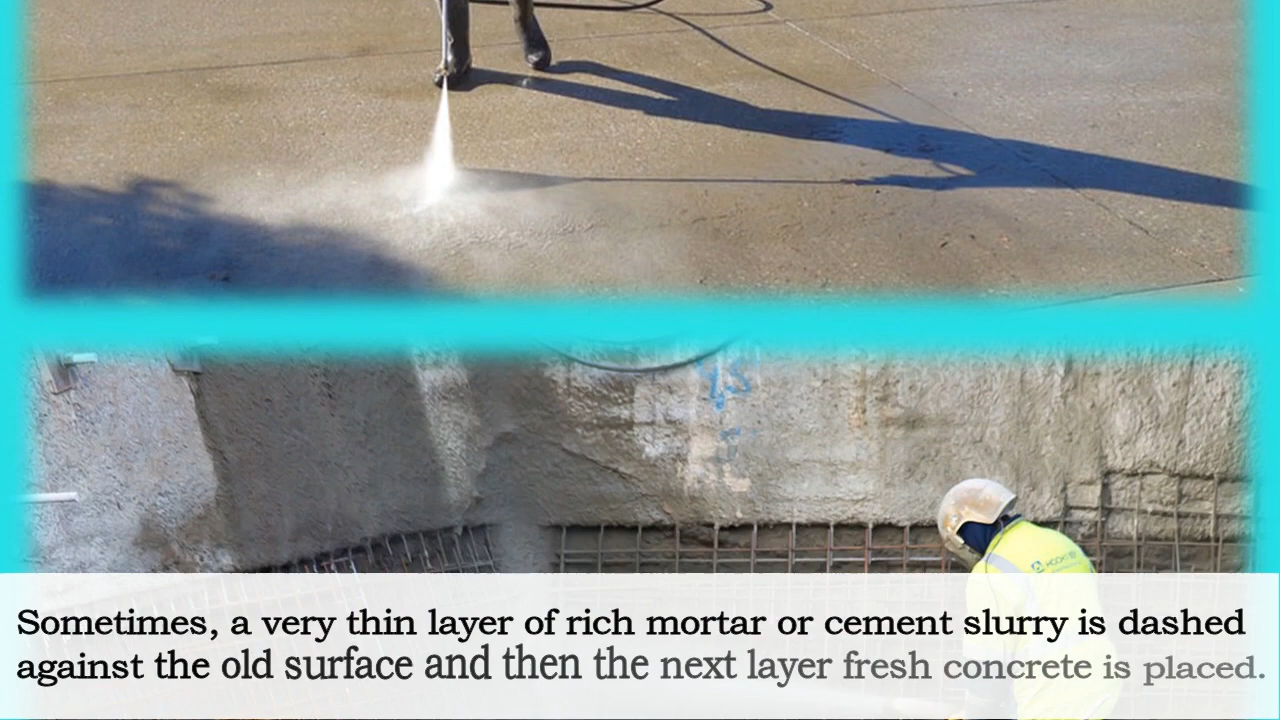 Sometimes, a very thin layer of rich mortar or cement slurry is dashed
against the old surface and then the next layer fresh concrete is placed.